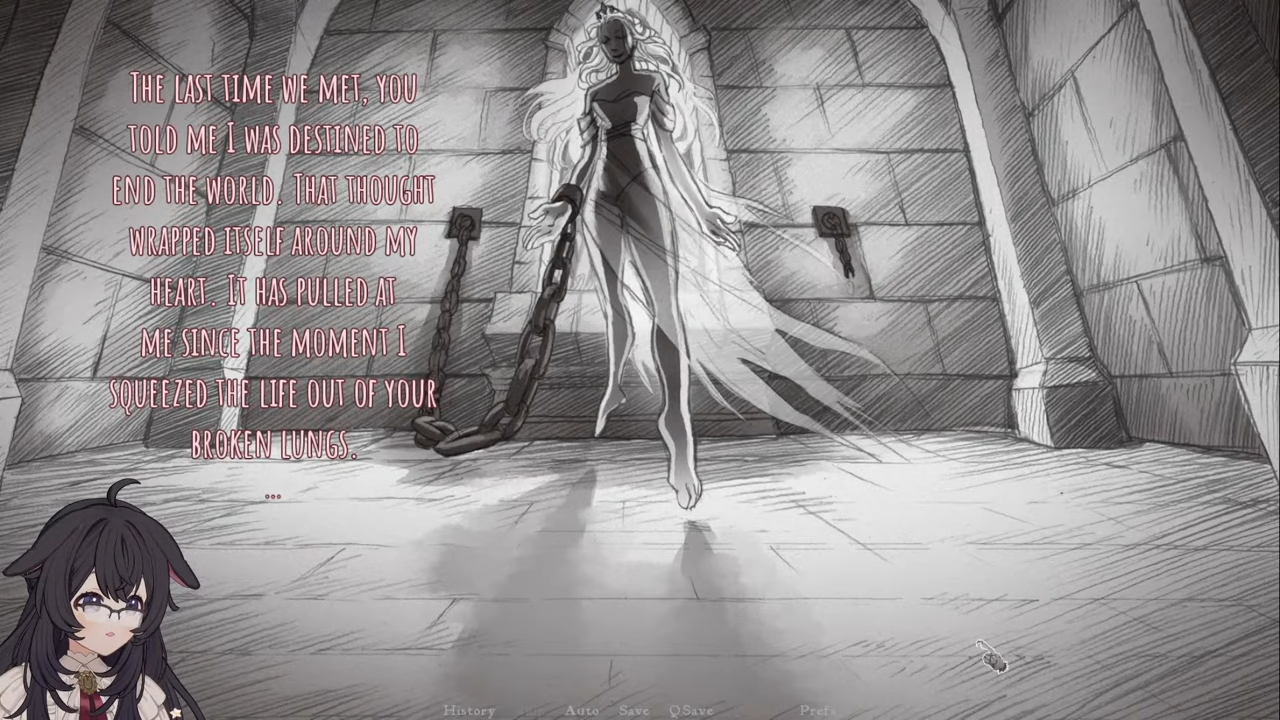 The last time we met, you
told me I was destined to
end the world. That thought
wrapped itself around my
heart. It has pulled at
me since the moment I
squeezed the life out of your
broken lungs.
...
History Auto Save Q.Save Prefs